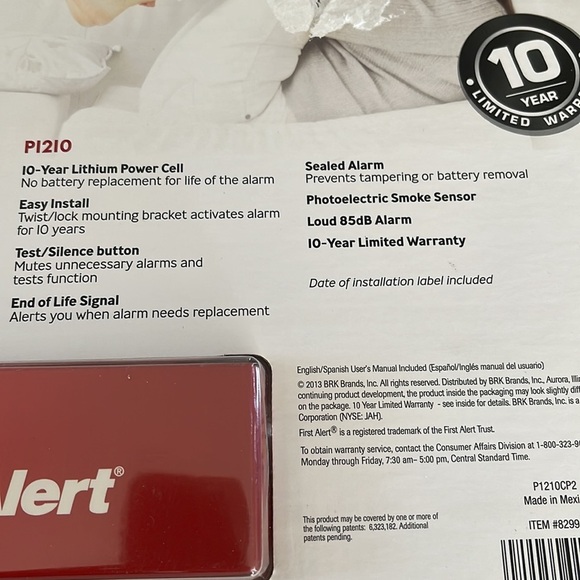 10
YEAR
LIMITED WARR
P1210
10-Year Lithium Power Cell
No battery replacement for life of the alarm
Easy Install
Twist/lock mounting bracket activates alarm
for 10 years
Test/Silence button
Mutes unnecessary alarms and
tests function
End of Life Signal
Alerts you when alarm needs replacement
Sealed Alarm
Prevents tampering or battery removal
Photoelectric Smoke Sensor
Loud 85dB Alarm
10-Year Limited Warranty
Date of installation label included
English/Spanish User's Manual Included (Español/Inglés manual del usuario)
© 2013 BRK Brands, Inc. All rights reserved. Distributed by BRK Brands, Inc., Aurora, Illi
continuing product development, the product inside the packaging may look slightly diff
on the package. 10 Year Limited Warranty - see inside for details. BRK Brands, Inc. is a
Corporation (NYSE: JAH).
First Alert® is a registered trademark of the First Alert Trust.
To obtain warranty service, contact the Consumer Affairs Division at 1-800-323-9
Monday through Friday, 7:30 am- 5:00 pm, Central Standard Time.
P1210CP2
Made in Mexi
This product may be covered by one or more of
the following patents: 6,323,182. Additional
patents pending.
ITEM #8299
Alert®